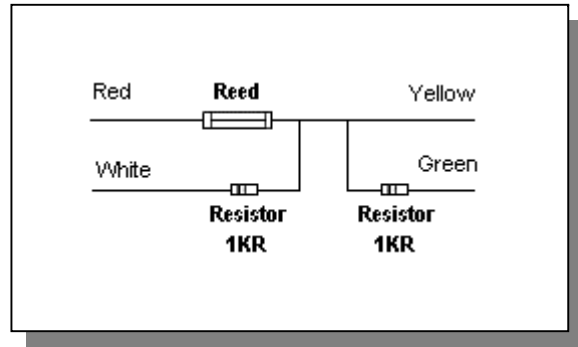 Red Reed Yellow
White Green
Resistor Resistor
1KR 1KR